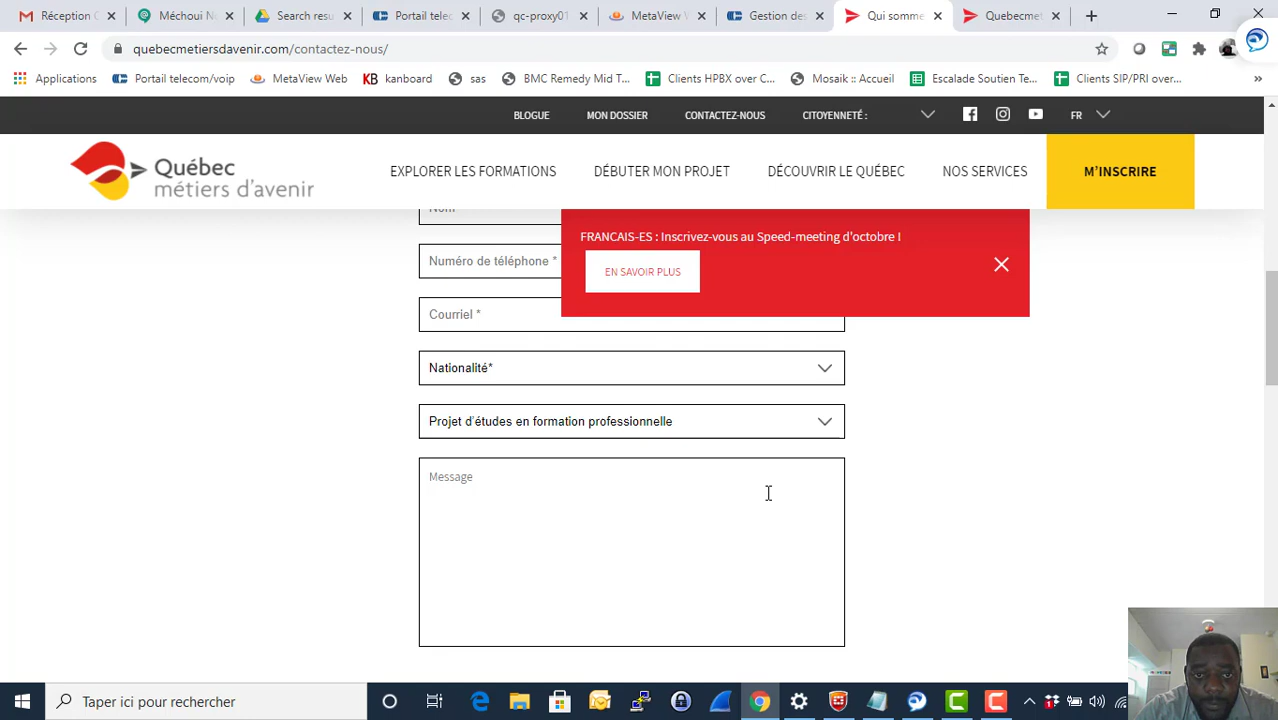 Réception (
Méchoui N
Search resu
Portail telec
qc-proxy01
MetaView W
Gestion des
Qui somme
Quebecmet
quebecmetiersdavenir.com/contactez-nous/
Applications
Portail telecom/voip
MetaView Web
KB kanboard
sas
BMC Remedy Mid T...
Clients HPBX over C...
Mosaik :: Accueil
Escalade Soutien Te...
Clients SIP/PRI over...
»
BLOGUE
MON DOSSIER
CONTACTEZ-NOUS
CITOYENNETÉ :
FR
Québec
métiers d'avenir
EXPLORER LES FORMATIONS
DÉBUTER MON PROJET
DÉCOUVRIR LE QUÉBEC
NOS SERVICES
M'INSCRIRE
FRANCAIS-ES : Inscrivez-vous au Speed-meeting d'octobre !
EN SAVOIR PLUS
Numéro de téléphone *
Courriel *
Nationalité*
Projet d'études en formation professionnelle
Message
Taper ici pour rechercher